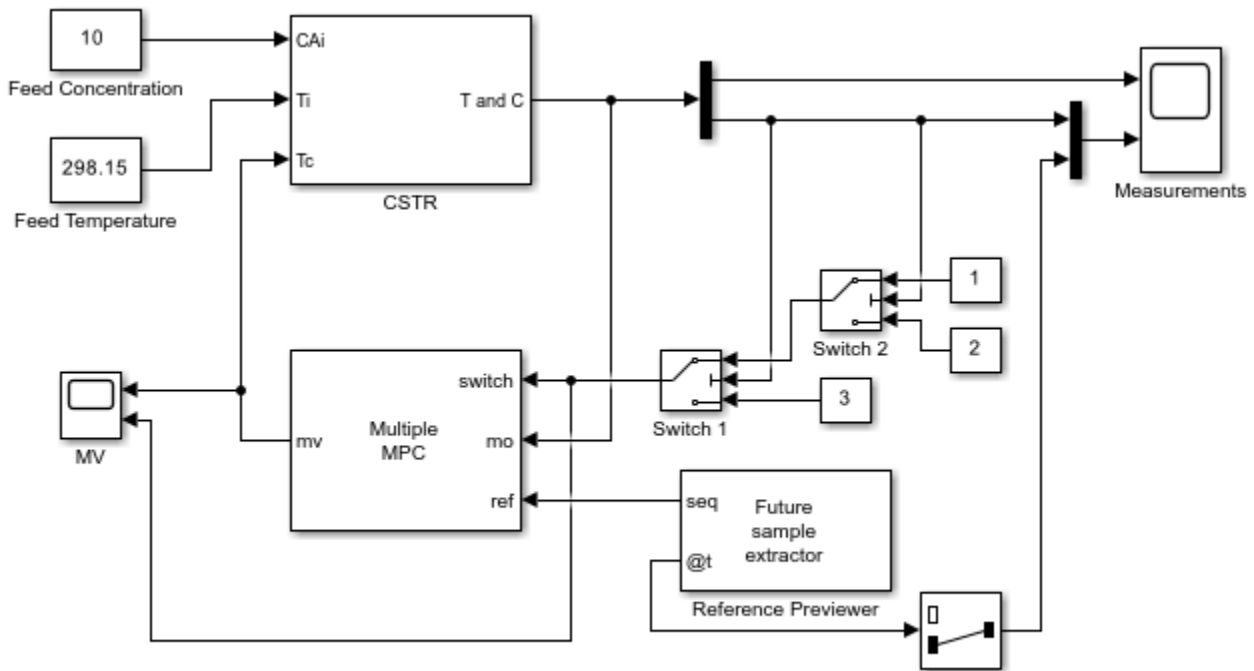 10
Feed Concentration
298.15
Feed Temperature
CAi
Ti
Tc
T and C
CSTR
Measurements
1
2
Switch 2
3
Switch 1
switch
mo
ref
mv
Multiple
MPC
MV
seq
@t
Future
sample
extractor
Reference Previewer